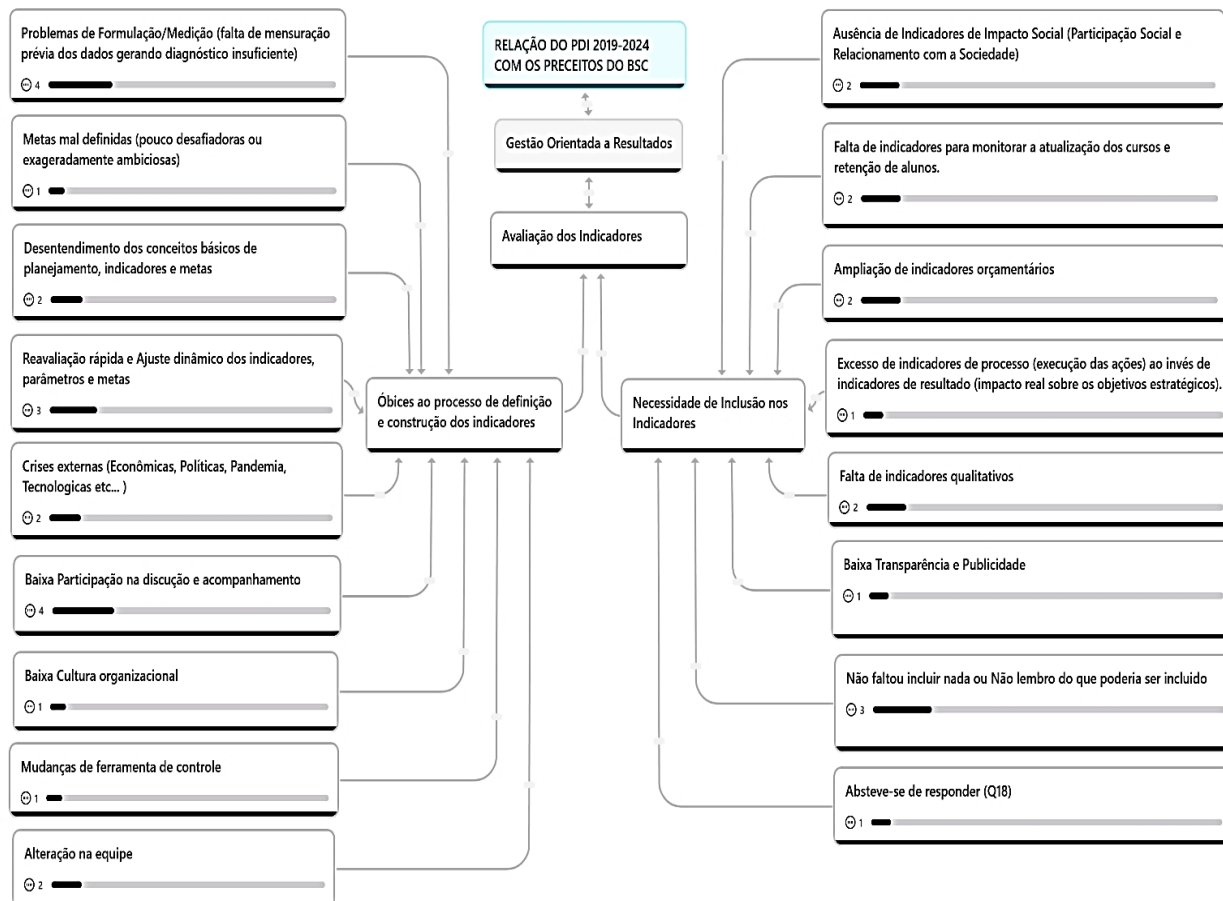 Problemas de Formulação/Medição (falta de mensuração
prévia dos dados gerando diagnóstico insuficiente)
4
Metas mal definidas (pouco desafiadoras ou
exageradamente ambiciosas)
1
Desentendimento dos conceitos básicos de
planejamento, indicadores e metas
2
Reavaliação rápida e Ajuste dinâmico dos indicadores,
parâmetros e metas
3
Crises externas (Econômicas, Políticas, Pandemia,
Tecnologicas etc... )
2
Baixa Participação na discução e acompanhamento
4
Baixa Cultura organizacional
1
Mudanças de ferramenta de controle
1
Alteração na equipe
2
RELAÇÃO DO PDI 2019-2024
COM OS PRECEITOS DO BSC
Gestão Orientada a Resultados
Avaliação dos Indicadores
Óbices ao processo de definição
e construção dos indicadores
Necessidade de Inclusão nos
Indicadores
Ausência de Indicadores de Impacto Social (Participação Social e
Relacionamento com a Sociedade)
2
Falta de indicadores para monitorar a atualização dos cursos e
retenção de alunos.
2
Ampliação de indicadores orçamentários
2
Excesso de indicadores de processo (execução das ações) ao invés de
indicadores de resultado (impacto real sobre os objetivos estratégicos).
1
Falta de indicadores qualitativos
2
Baixa Transparência e Publicidade
1
Não faltou incluir nada ou Não lembro do que poderia ser incluido
3
Absteve-se de responder (Q18)
1